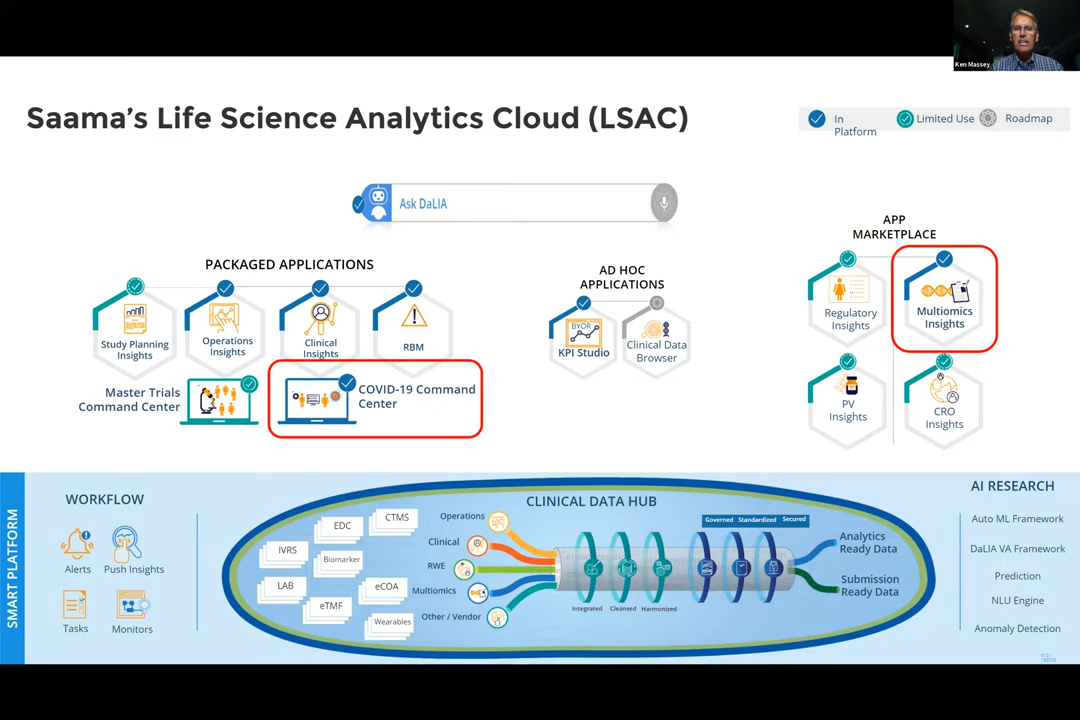 Ken Massey
Saama's Life Science Analytics Cloud (LSAC)
In
Platform
Limited Use
Roadmap
Ask DaLIA
PACKAGED APPLICATIONS
Study Planning
Insights
Operations
Insights
Clinical
Insights
RBM
Master Trials
Command Center
COVID-19 Command
Center
AD HOC
APPLICATIONS
BYOR
KPI Studio
Clinical Data
Browser
APP
MARKETPLACE
Regulatory
Insights
Multiomics
Insights
PV
Insights
CRO
Insights
SMART PLATFORM
WORKFLOW
Alerts
Push Insights
Tasks
Monitors
CLINICAL DATA HUB
CTMS
EDC
IVRS
Biomarker
LAB
eCOA
eTMF
Wearables
Operations
Clinical
RWE
Multiomics
Other / Vendor
Integrated
Cleansed
Harmonized
Governed Standardized Secured
Analytics
Ready Data
Submission
Ready Data
AI RESEARCH
Auto ML Framework
DaLIA VA Framework
Prediction
NLU Engine
Anomaly Detection